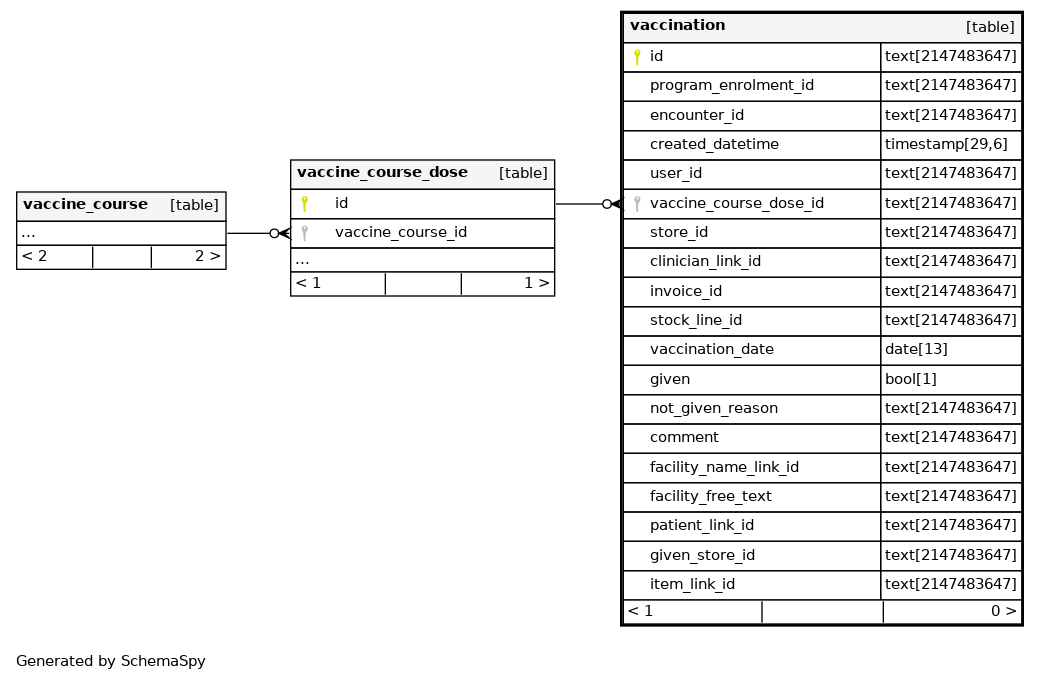 vaccine_course [table]
...
< 2 2 >
vaccine_course_dose [table]
id
vaccine_course_id
...
< 1 1 >
vaccination [table]
id text[2147483647]
program_enrolment_id text[2147483647]
encounter_id text[2147483647]
created_datetime timestamp[29,6]
user_id text[2147483647]
vaccine_course_dose_id text[2147483647]
store_id text[2147483647]
clinician_link_id text[2147483647]
invoice_id text[2147483647]
stock_line_id text[2147483647]
vaccination_date date[13]
given bool[1]
not_given_reason text[2147483647]
comment text[2147483647]
facility_name_link_id text[2147483647]
facility_free_text text[2147483647]
patient_link_id text[2147483647]
given_store_id text[2147483647]
item_link_id text[2147483647]
< 1 0 >
Generated by SchemaSpy